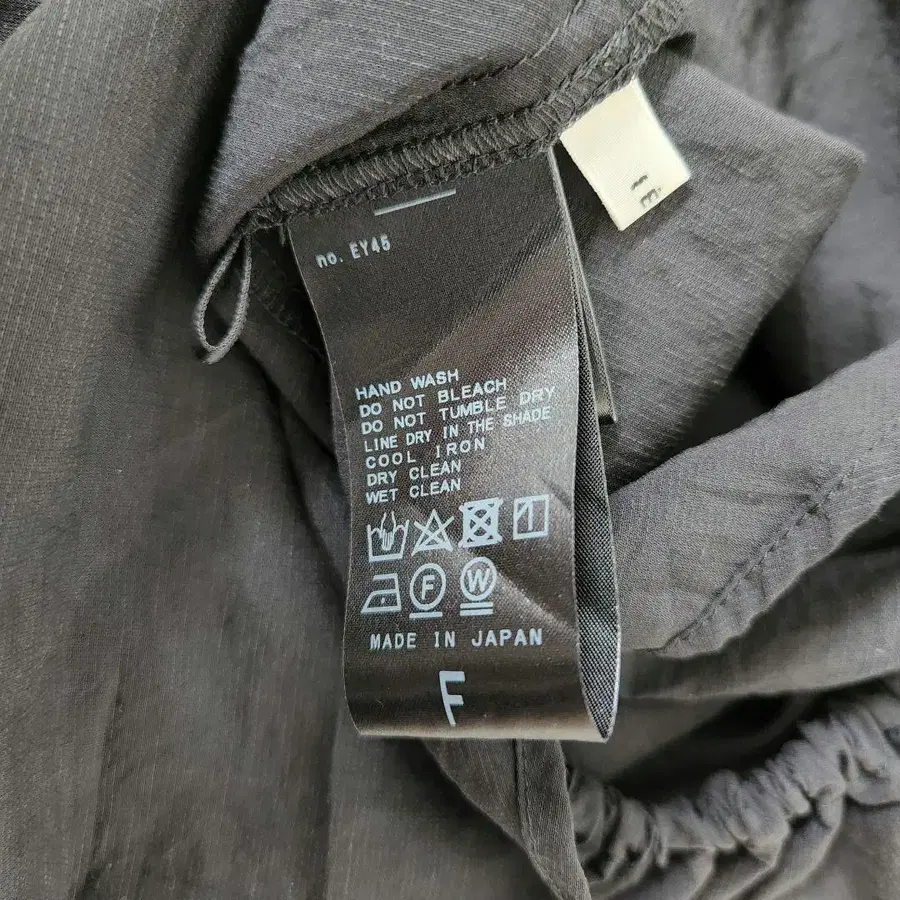 no. EY45
HAND WASH
DO NOT BLEACH
DO NOT TUMBLE DRY
LINE DRY IN THE SHADE
COOL IRON
DRY CLEAN
WET CLEAN
F W
MADE IN JAPAN
F